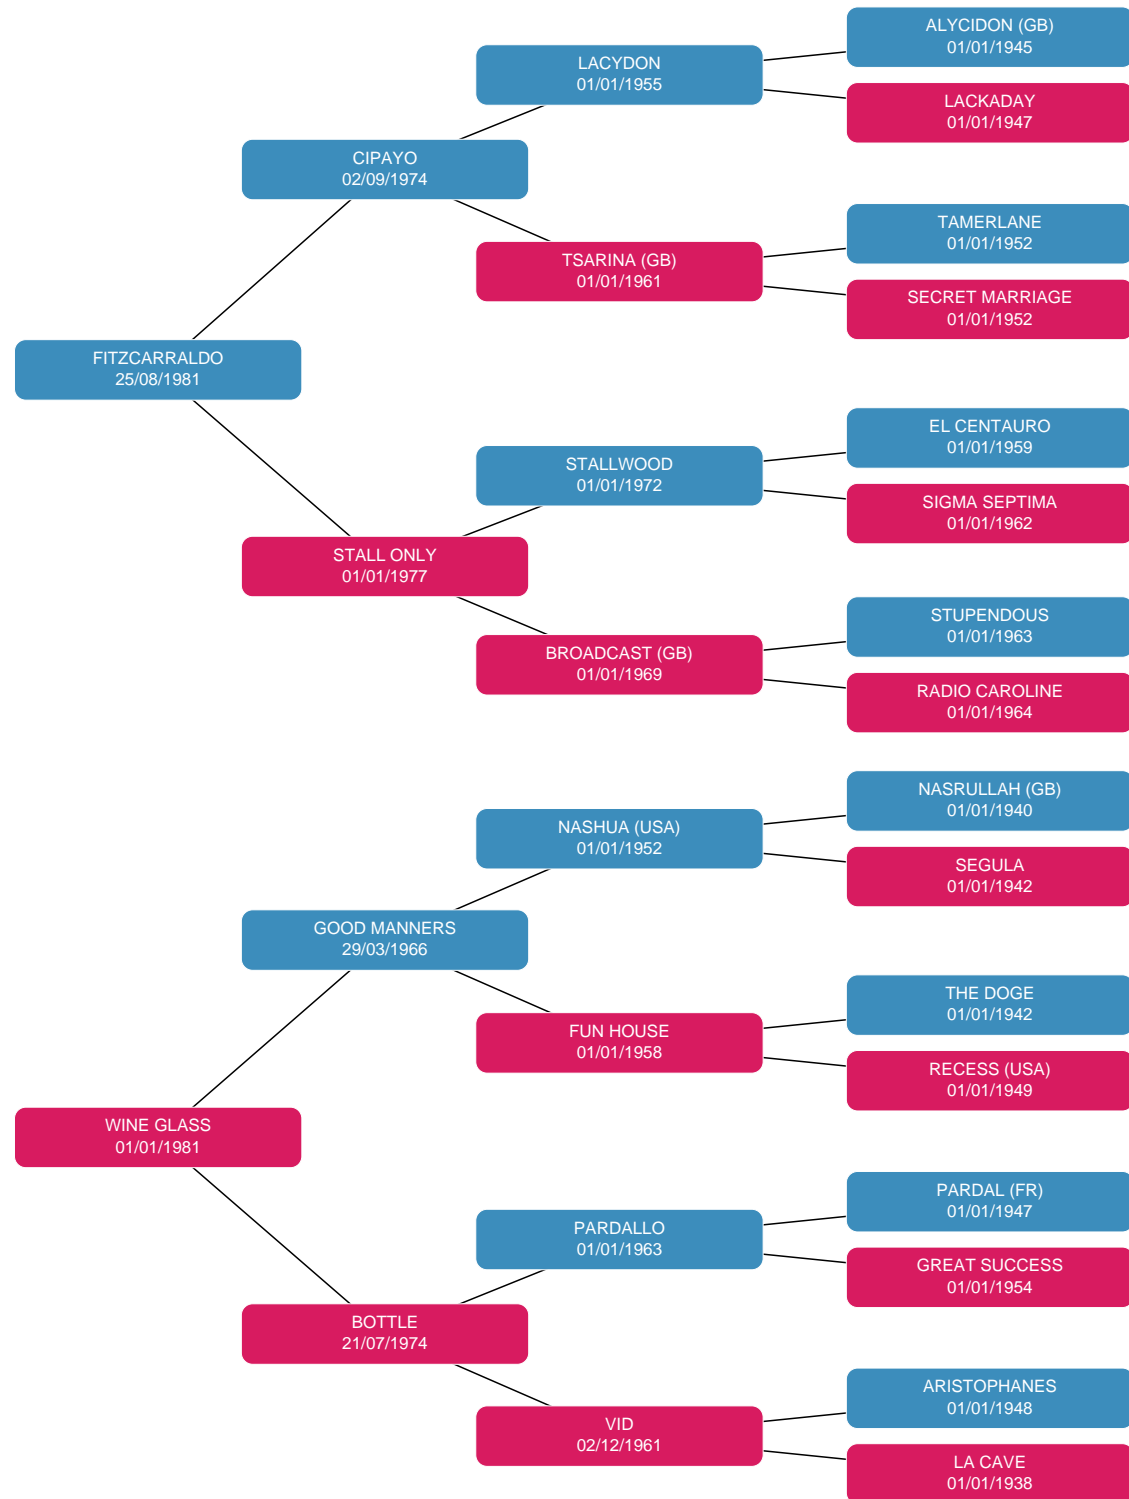 ALYCIDON (GB)
01/01/1945
LACYDON
01/01/1955
LACKADAY
01/01/1947
CIPAYO
02/09/1974
TAMERLANE
01/01/1952
TSARINA (GB)
01/01/1961
SECRET MARRIAGE
01/01/1952
FITZCARRALDO
25/08/1981
EL CENTAURO
01/01/1959
STALLWOOD
01/01/1972
SIGMA SEPTIMA
01/01/1962
STALL ONLY
01/01/1977
STUPENDOUS
01/01/1963
BROADCAST (GB)
01/01/1969
RADIO CAROLINE
01/01/1964
NASRULLAH (GB)
01/01/1940
NASHUA (USA)
01/01/1952
SEGULA
01/01/1942
GOOD MANNERS
29/03/1966
THE DOGE
01/01/1942
FUN HOUSE
01/01/1958
RECESS (USA)
01/01/1949
WINE GLASS
01/01/1981
PARDAL (FR)
01/01/1947
PARDALLO
01/01/1963
GREAT SUCCESS
01/01/1954
BOTTLE
21/07/1974
ARISTOPHANES
01/01/1948
VID
02/12/1961
LA CAVE
01/01/1938